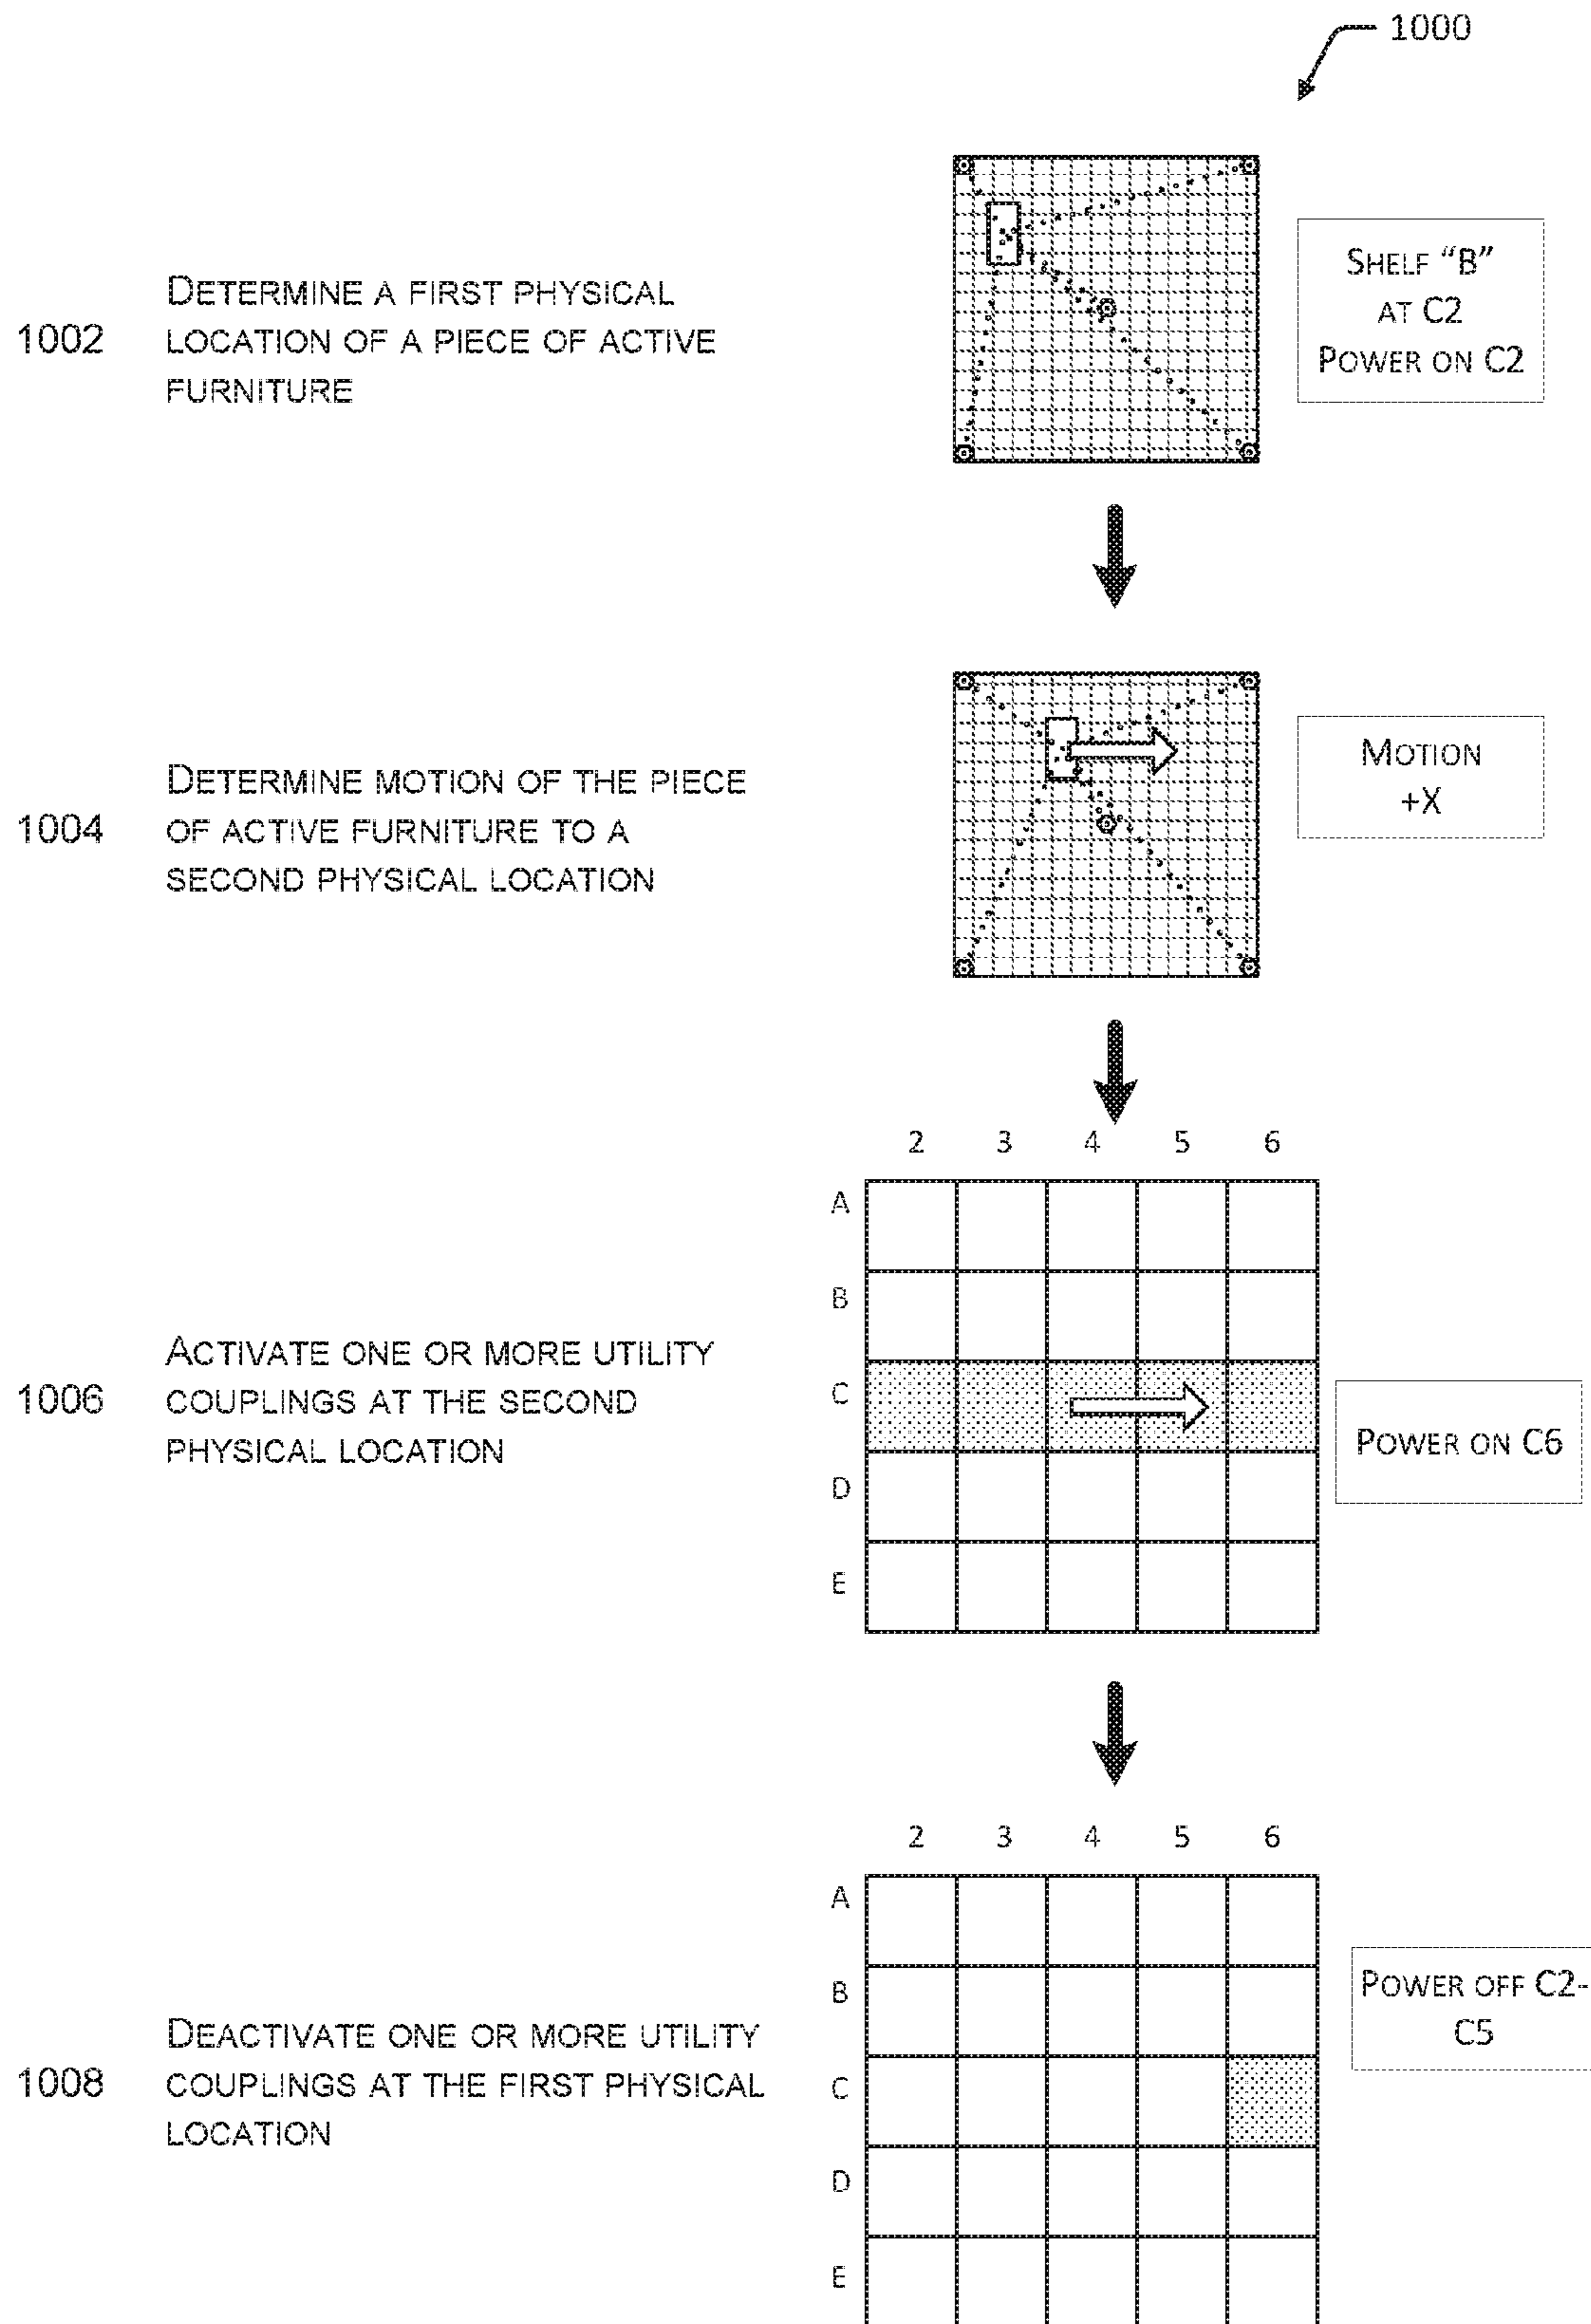 1000
1002
DETERMINE A FIRST PHYSICAL
LOCATION OF A PIECE OF ACTIVE
FURNITURE
SHELF “B”
AT C2
POWER ON C2
1004
DETERMINE MOTION OF THE PIECE
OF ACTIVE FURNITURE TO A
SECOND PHYSICAL LOCATION
MOTION
+X
1006
ACTIVATE ONE OR MORE UTILITY
COUPLINGS AT THE SECOND
PHYSICAL LOCATION
2 3 4 5 6
A
B
C
D
E
POWER ON C6
1008
DEACTIVATE ONE OR MORE UTILITY
COUPLINGS AT THE FIRST PHYSICAL
LOCATION
2 3 4 5 6
A
B
C
D
E
POWER OFF C2-
C5